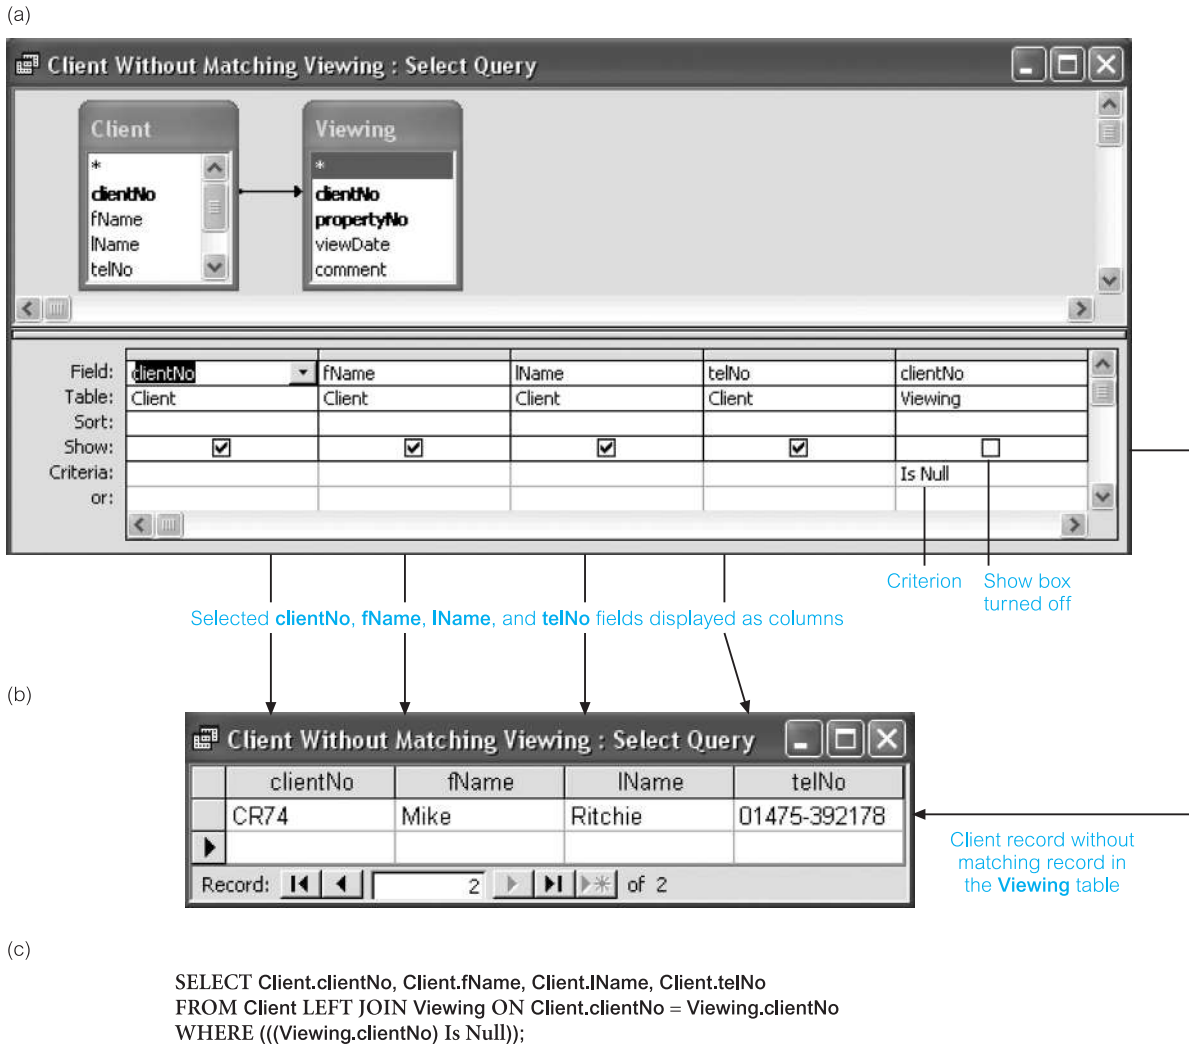 (a)
Client Without Matching Viewing : Select Query
Client
*
clientNo
fName
lName
telNo
Viewing
*
clientNo
propertyNo
viewDate
comment
Field: clientNo fName lName telNo clientNo
Table: Client Client Client Client Viewing
Sort:
Show:
Criteria: Is Null
or:
Criterion
Show box
turned off
Selected clientNo, fName, lName, and telNo fields displayed as columns
(b)
Client Without Matching Viewing : Select Query
clientNo fName lName telNo
CR74 Mike Ritchie 01475-392178
Record: 2 of 2
Client record without
matching record in
the Viewing table
(c)
SELECT Client.clientNo, Client.fName, Client.lName, Client.telNo
FROM Client LEFT JOIN Viewing ON Client.clientNo = Viewing.clientNo
WHERE (((Viewing.clientNo) Is Null));